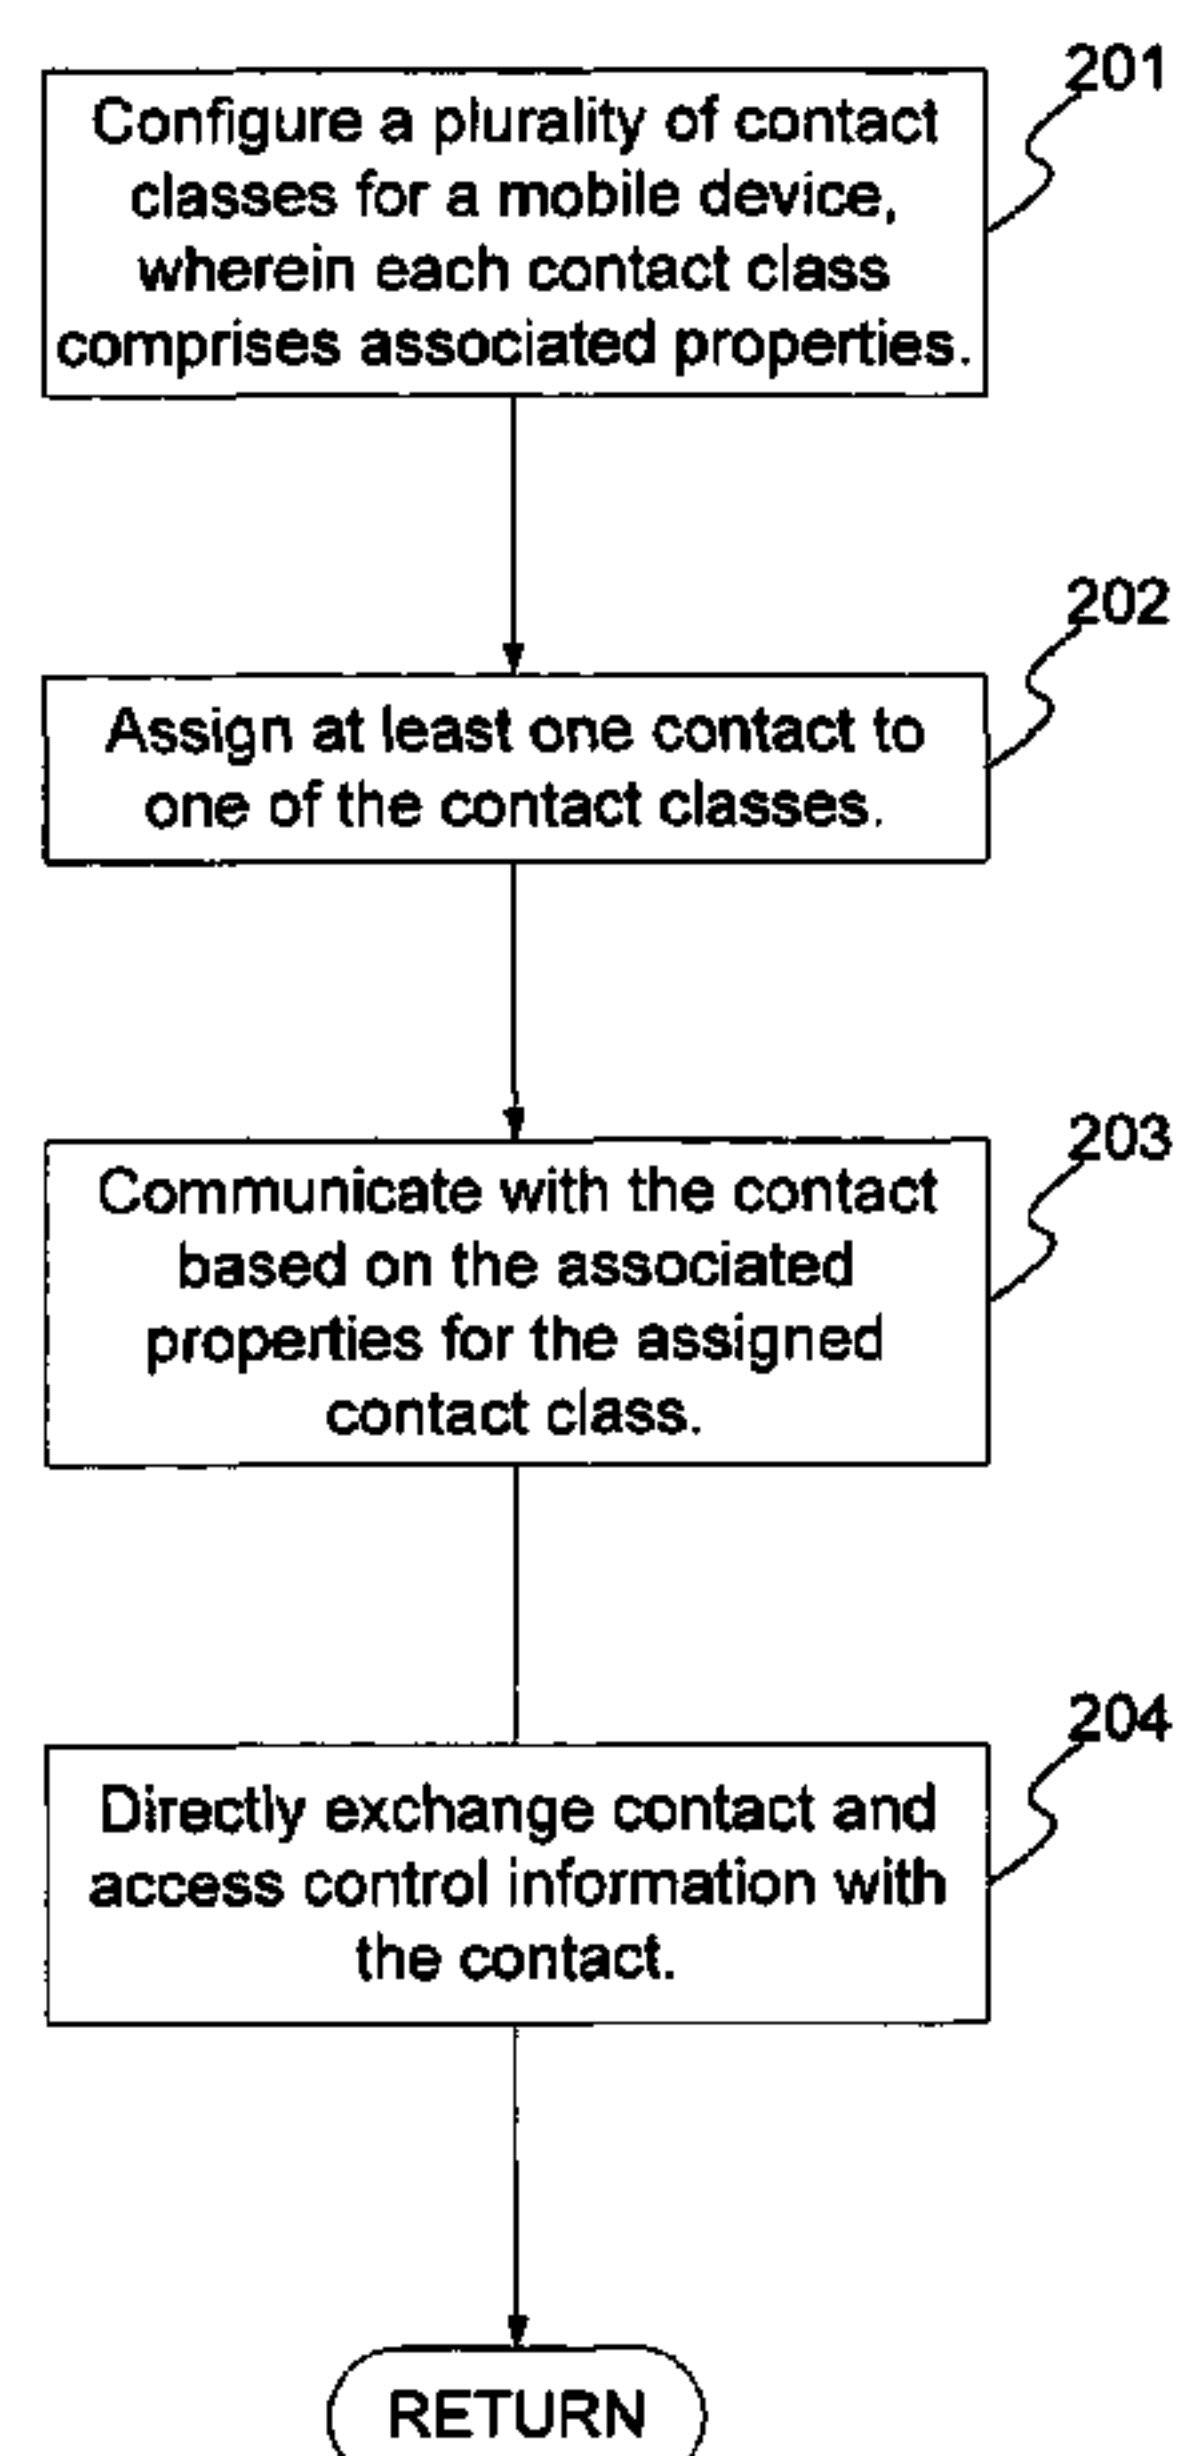 201
Configure a plurality of contact
classes for a mobile device,
wherein each contact class
comprises associated properties.
202
Assign at least one contact to
one of the contact classes.
203
Communicate with the contact
based on the associated
properties for the assigned
contact class.
204
Directly exchange contact and
access control information with
the contact.
RETURN